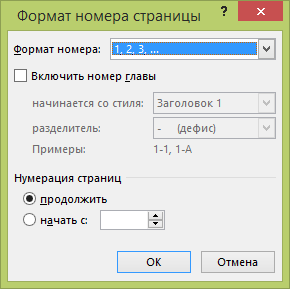 Формат номера страницы ? ×
Формат номера: 1, 2, 3, ...
Включить номер главы
начинается со стиля: Заголовок 1
разделитель: - (дефис)
Примеры: 1-1, 1-A
Нумерация страниц
продолжить
начать с:
ОК Отмена